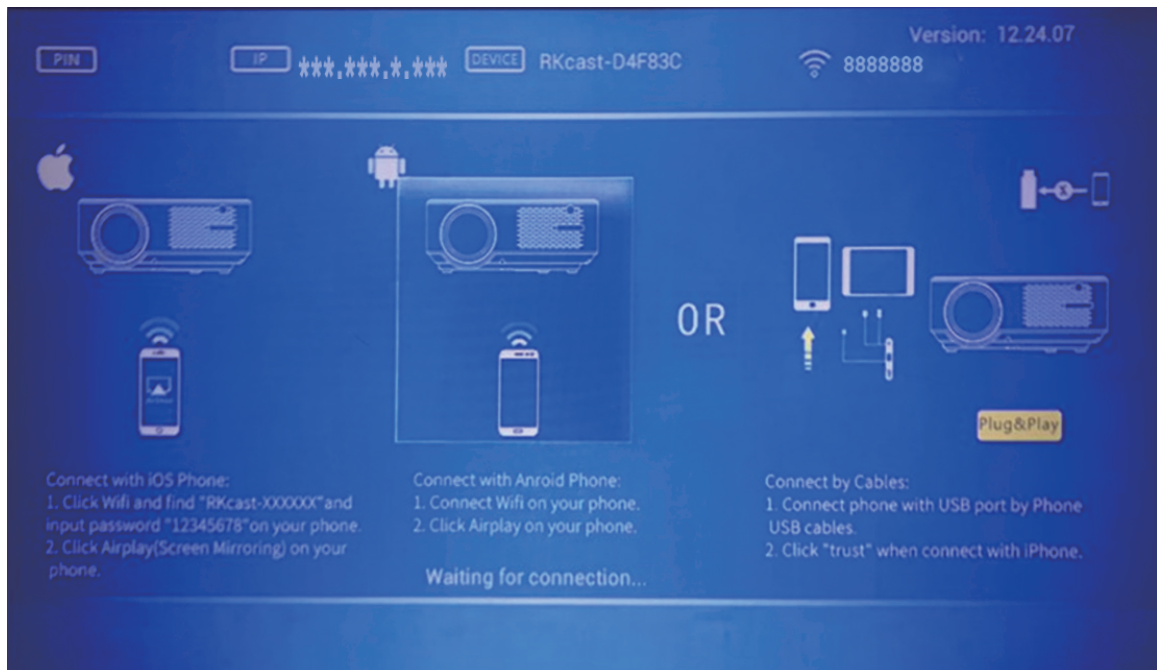 Version: 12.24.07
PIN
IP ***.***.*.*** DEVICE RKcast-D4F83C 8888888
OR
Plug&Play
Connect with iOS Phone:
1. Click Wifi and find "RKcast-XXXXXX"and
input password "12345678"on your phone.
2. Click Airplay(Screen Mirroring) on your
phone.
Connect with Anroid Phone:
1. Connect Wifi on your phone.
2. Click Airplay on your phone.
Waiting for connection...
Connect by Cables:
1. Connect phone with USB port by Phone
USB cables.
2. Click "trust" when connect with iPhone.